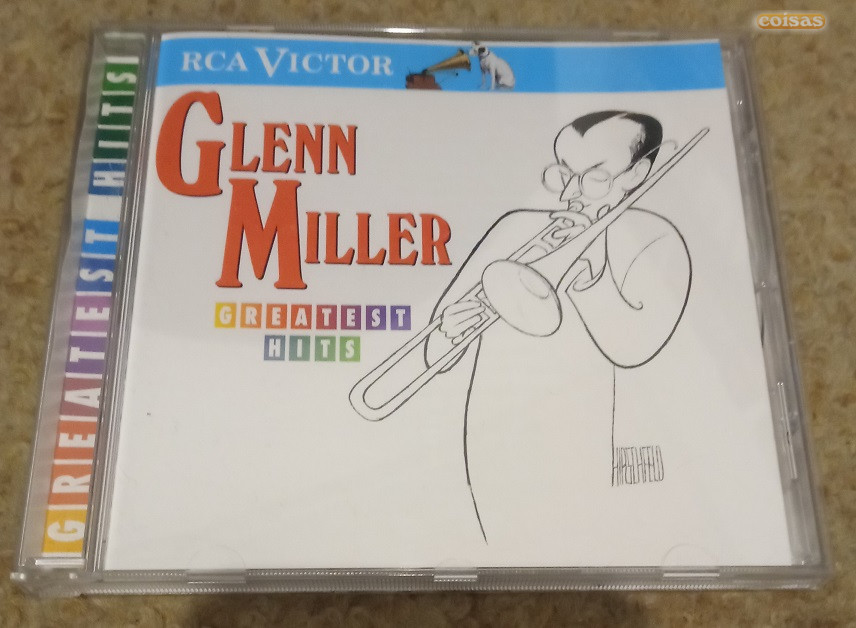 coisas
RCA VICTOR
GLENN
MILLER
GREATEST
HITS
HIRSCHFELD
GREATEST HITS